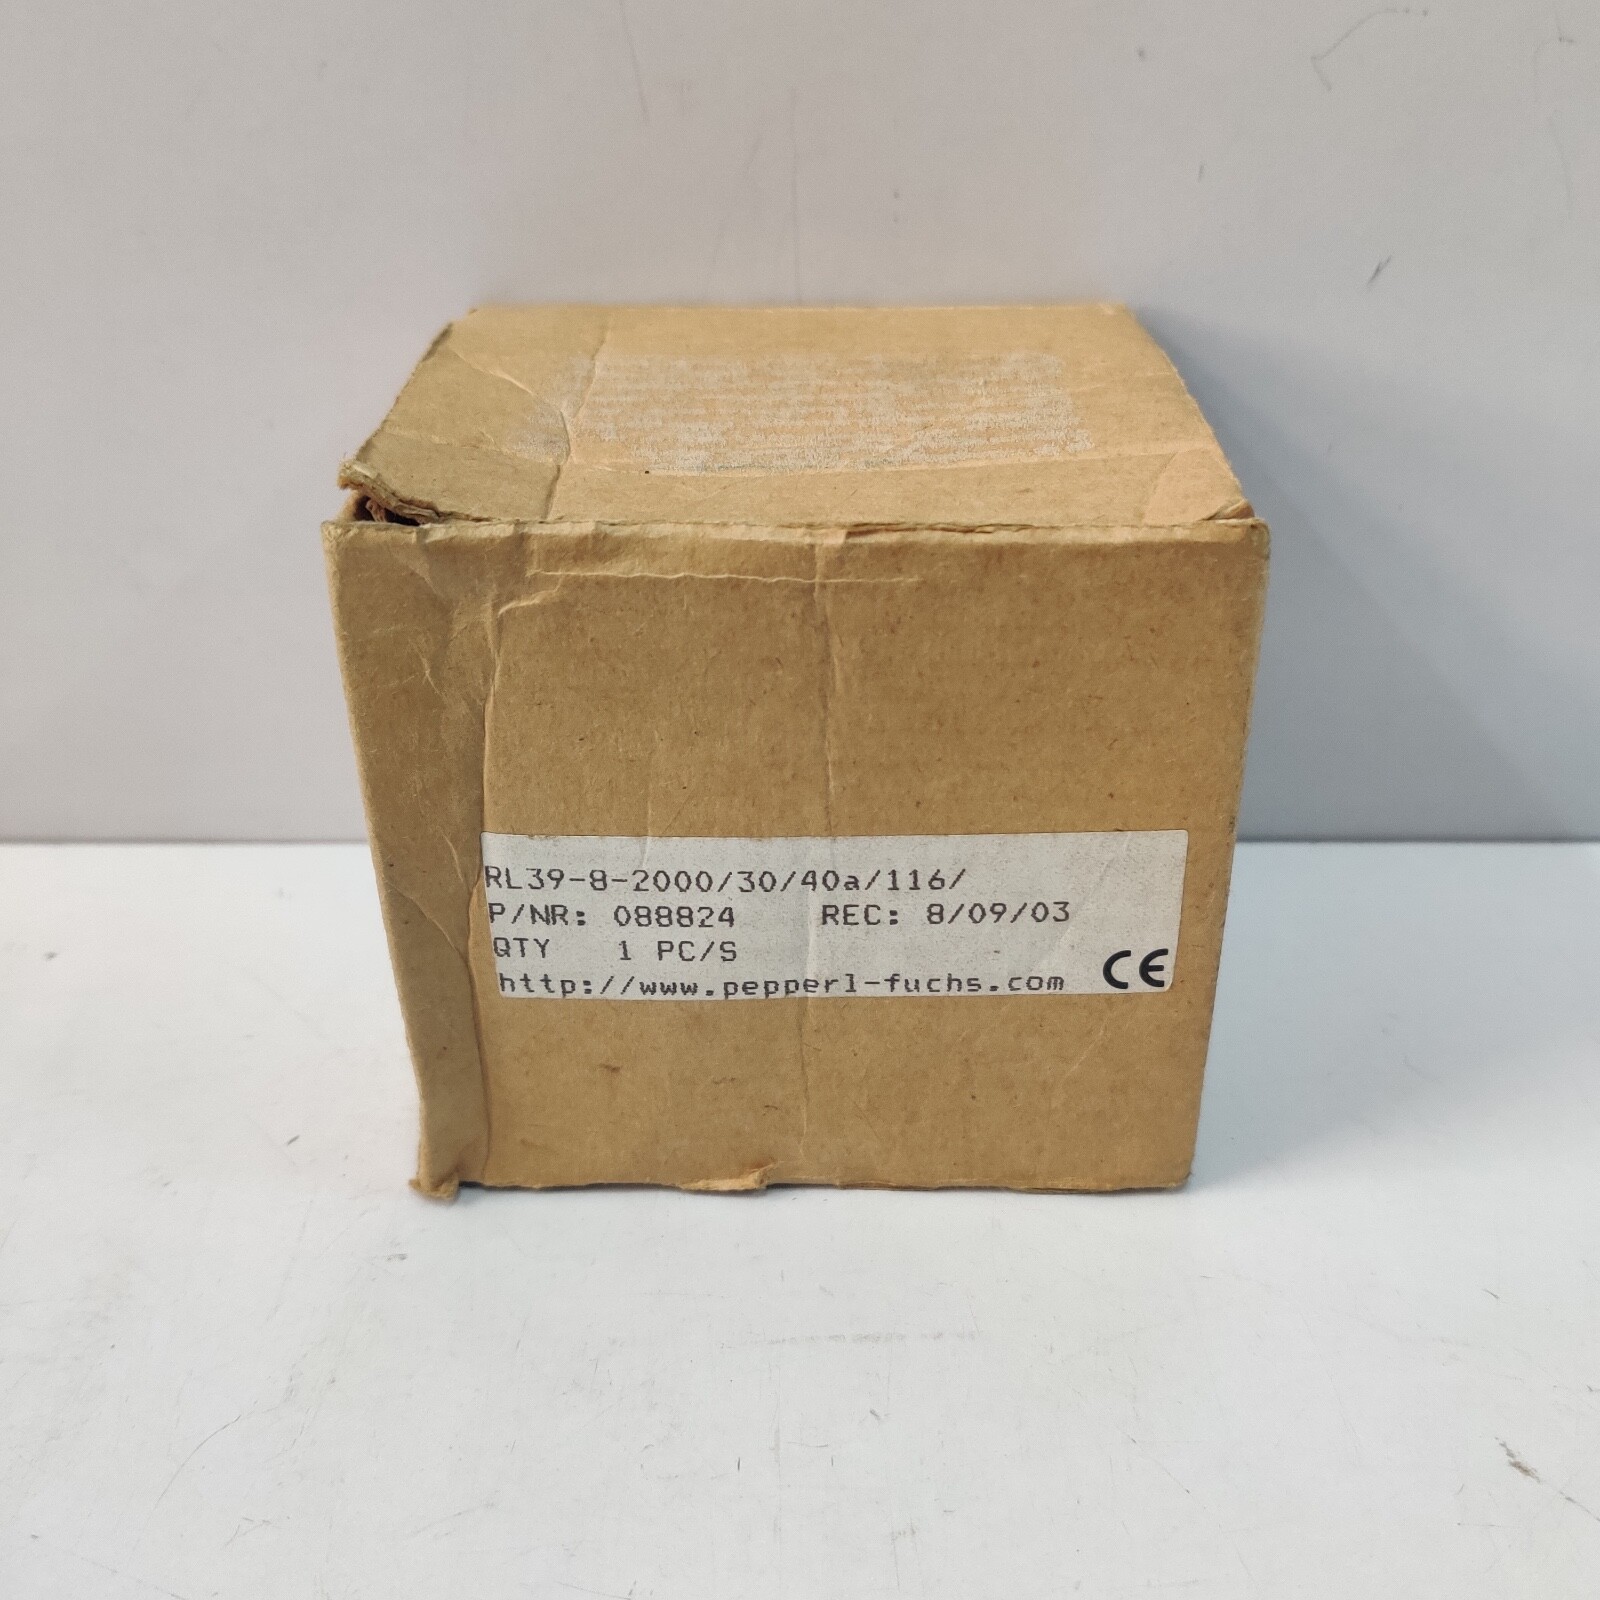 RL39-8-2000/30/40a/116/
P/NR: 088824 REC: 8/09/03
QTY 1 PC/S
http://www.pepperl-fuchs.com CE